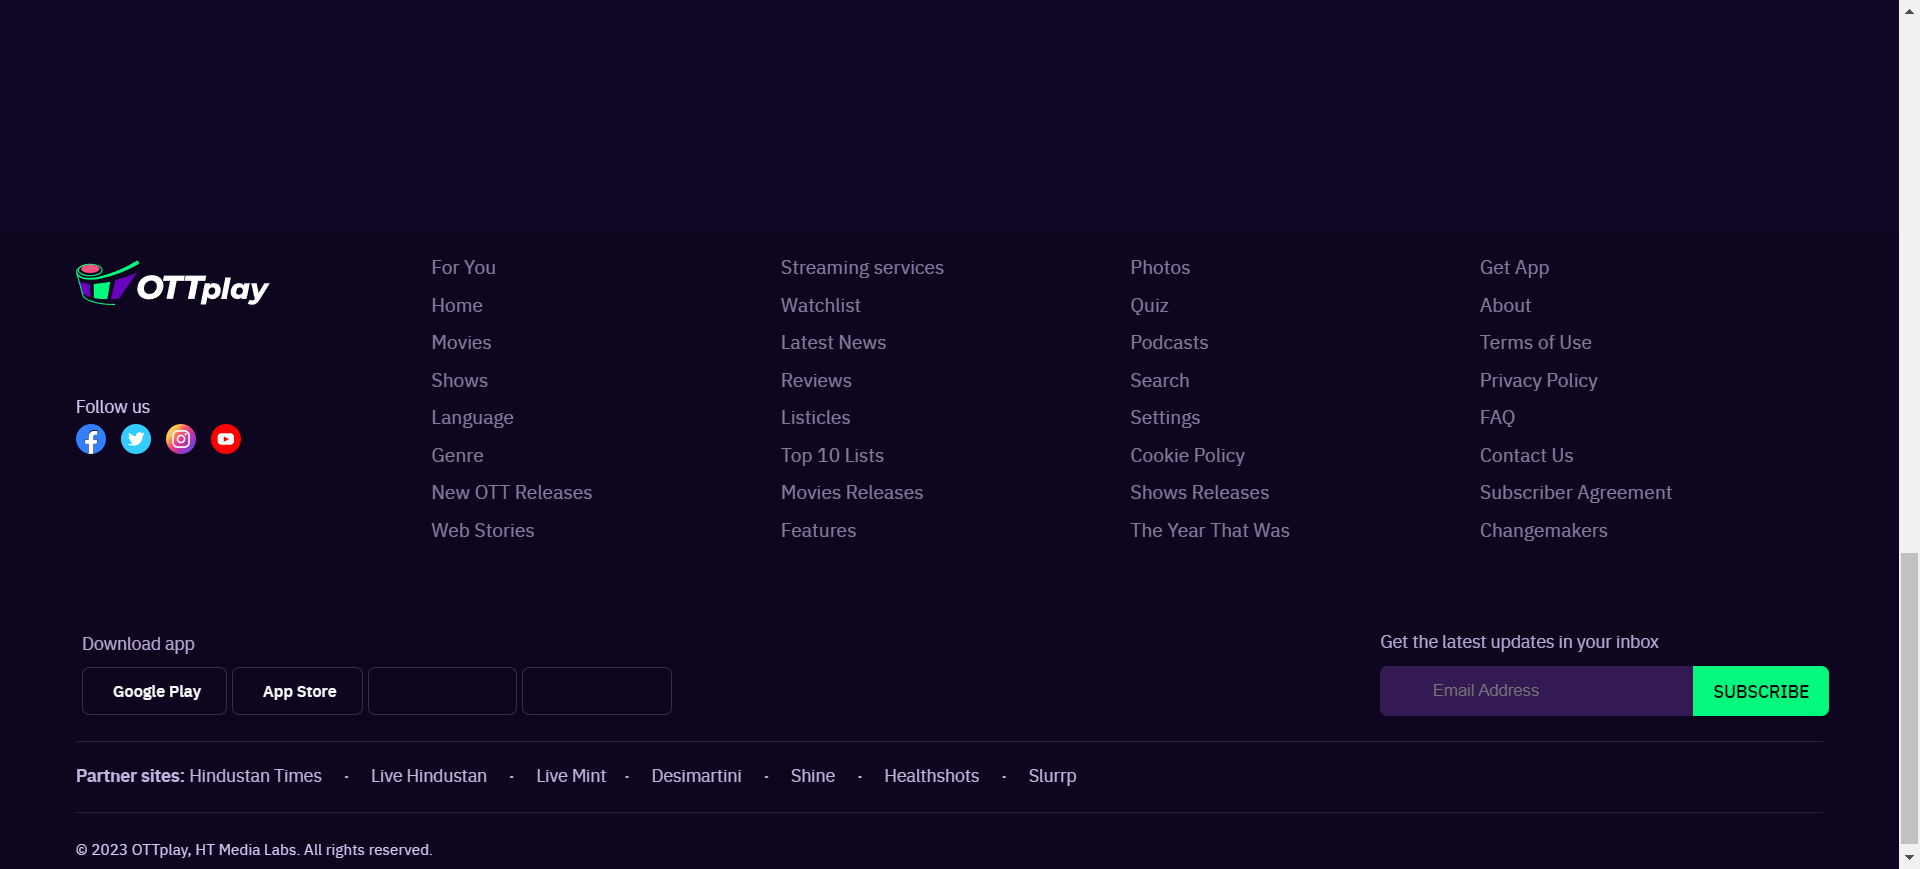 OTTplay
Follow us
For You
Home
Movies
Shows
Language
Genre
New OTT Releases
Web Stories
Streaming services
Watchlist
Latest News
Reviews
Listicles
Top 10 Lists
Movies Releases
Features
Photos
Quiz
Podcasts
Search
Settings
Cookie Policy
Shows Releases
The Year That Was
Get App
About
Terms of Use
Privacy Policy
FAQ
Contact Us
Subscriber Agreement
Changemakers
Download app
Google Play
App Store
Get the latest updates in your inbox
Email Address
SUBSCRIBE
Partner sites: Hindustan Times - Live Hindustan - Live Mint - Desimartini - Shine - Healthshots - Slurrp
© 2023 OTTplay, HT Media Labs. All rights reserved.